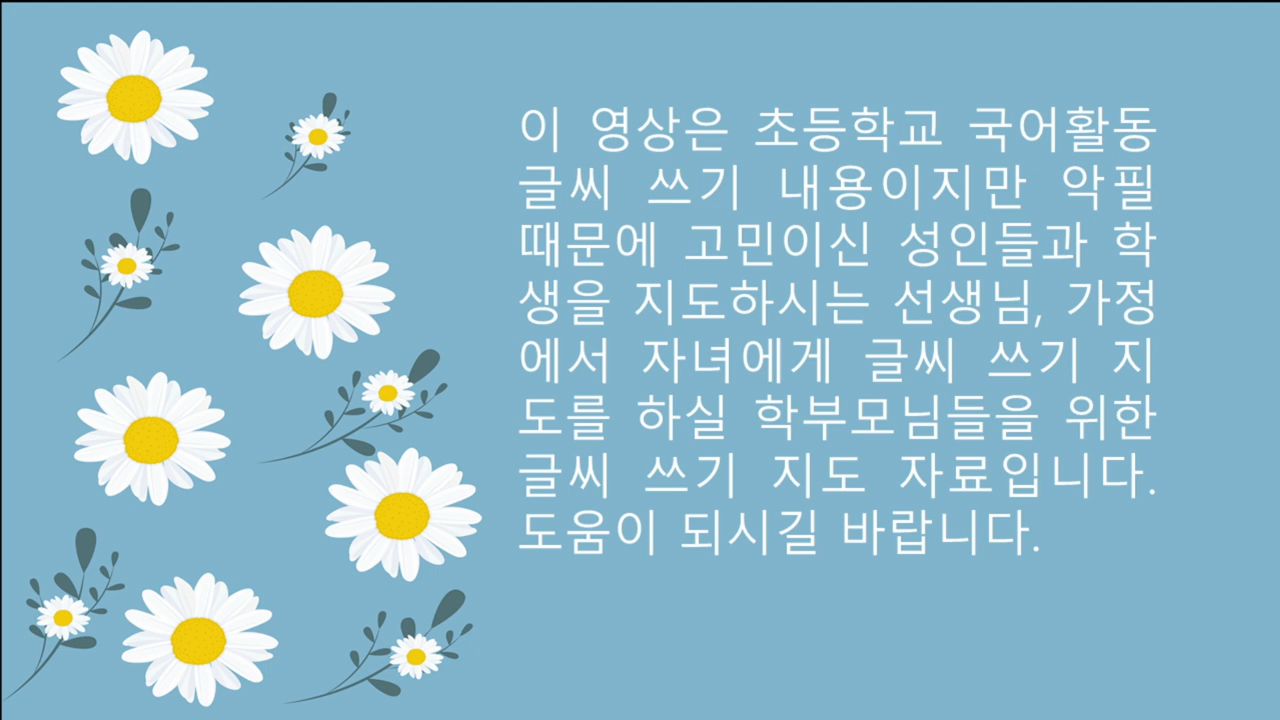 이 영상은 초등학교 국어활동
글씨 쓰기 내용이지만 악필
때문에 고민이신 성인들과 학
생을 지도하시는 선생님, 가정
에서 자녀에게 글씨 쓰기 지
도를 하실 학부모님들을 위한
글씨 쓰기 지도 자료입니다.
도움이 되시길 바랍니다.